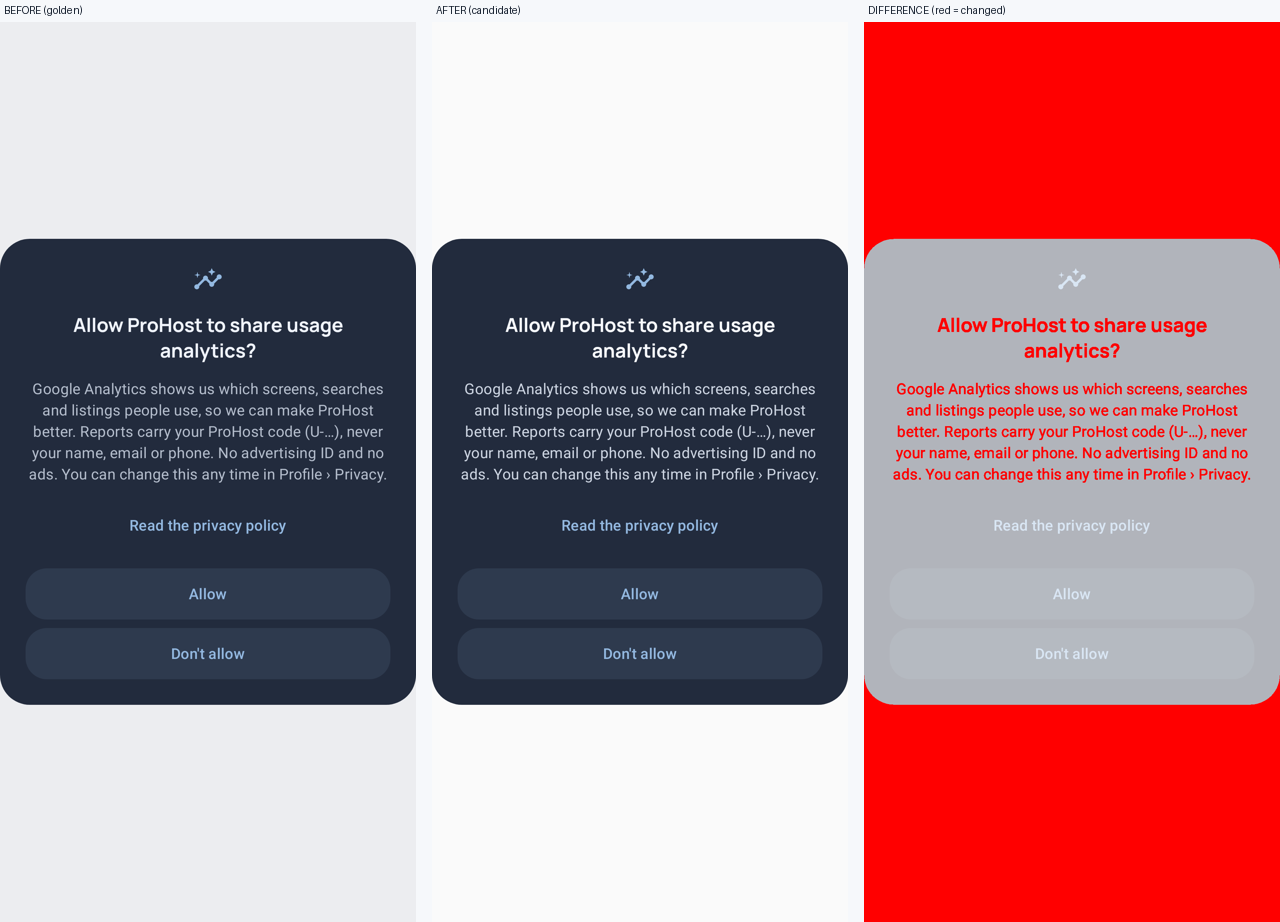 BEFORE (golden)
Allow ProHost to share usage
analytics?
Google Analytics shows us which screens, searches
and listings people use, so we can make ProHost
better. Reports carry your ProHost code (U-...), never
your name, email or phone. No advertising ID and no
ads. You can change this any time in Profile › Privacy.
Read the privacy policy
Allow
Don't allow
AFTER (candidate)
Allow ProHost to share usage
analytics?
Google Analytics shows us which screens, searches
and listings people use, so we can make ProHost
better. Reports carry your ProHost code (U-...), never
your name, email or phone. No advertising ID and no
ads. You can change this any time in Profile › Privacy.
Read the privacy policy
Allow
Don't allow
DIFFERENCE (red = changed)
Allow ProHost to share usage
analytics?
Google Analytics shows us which screens, searches
and listings people use, so we can make ProHost
better. Reports carry your ProHost code (U-...), never
your name, email or phone. No advertising ID and no
ads. You can change this any time in Profile › Privacy.
Read the privacy policy
Allow
Don't allow